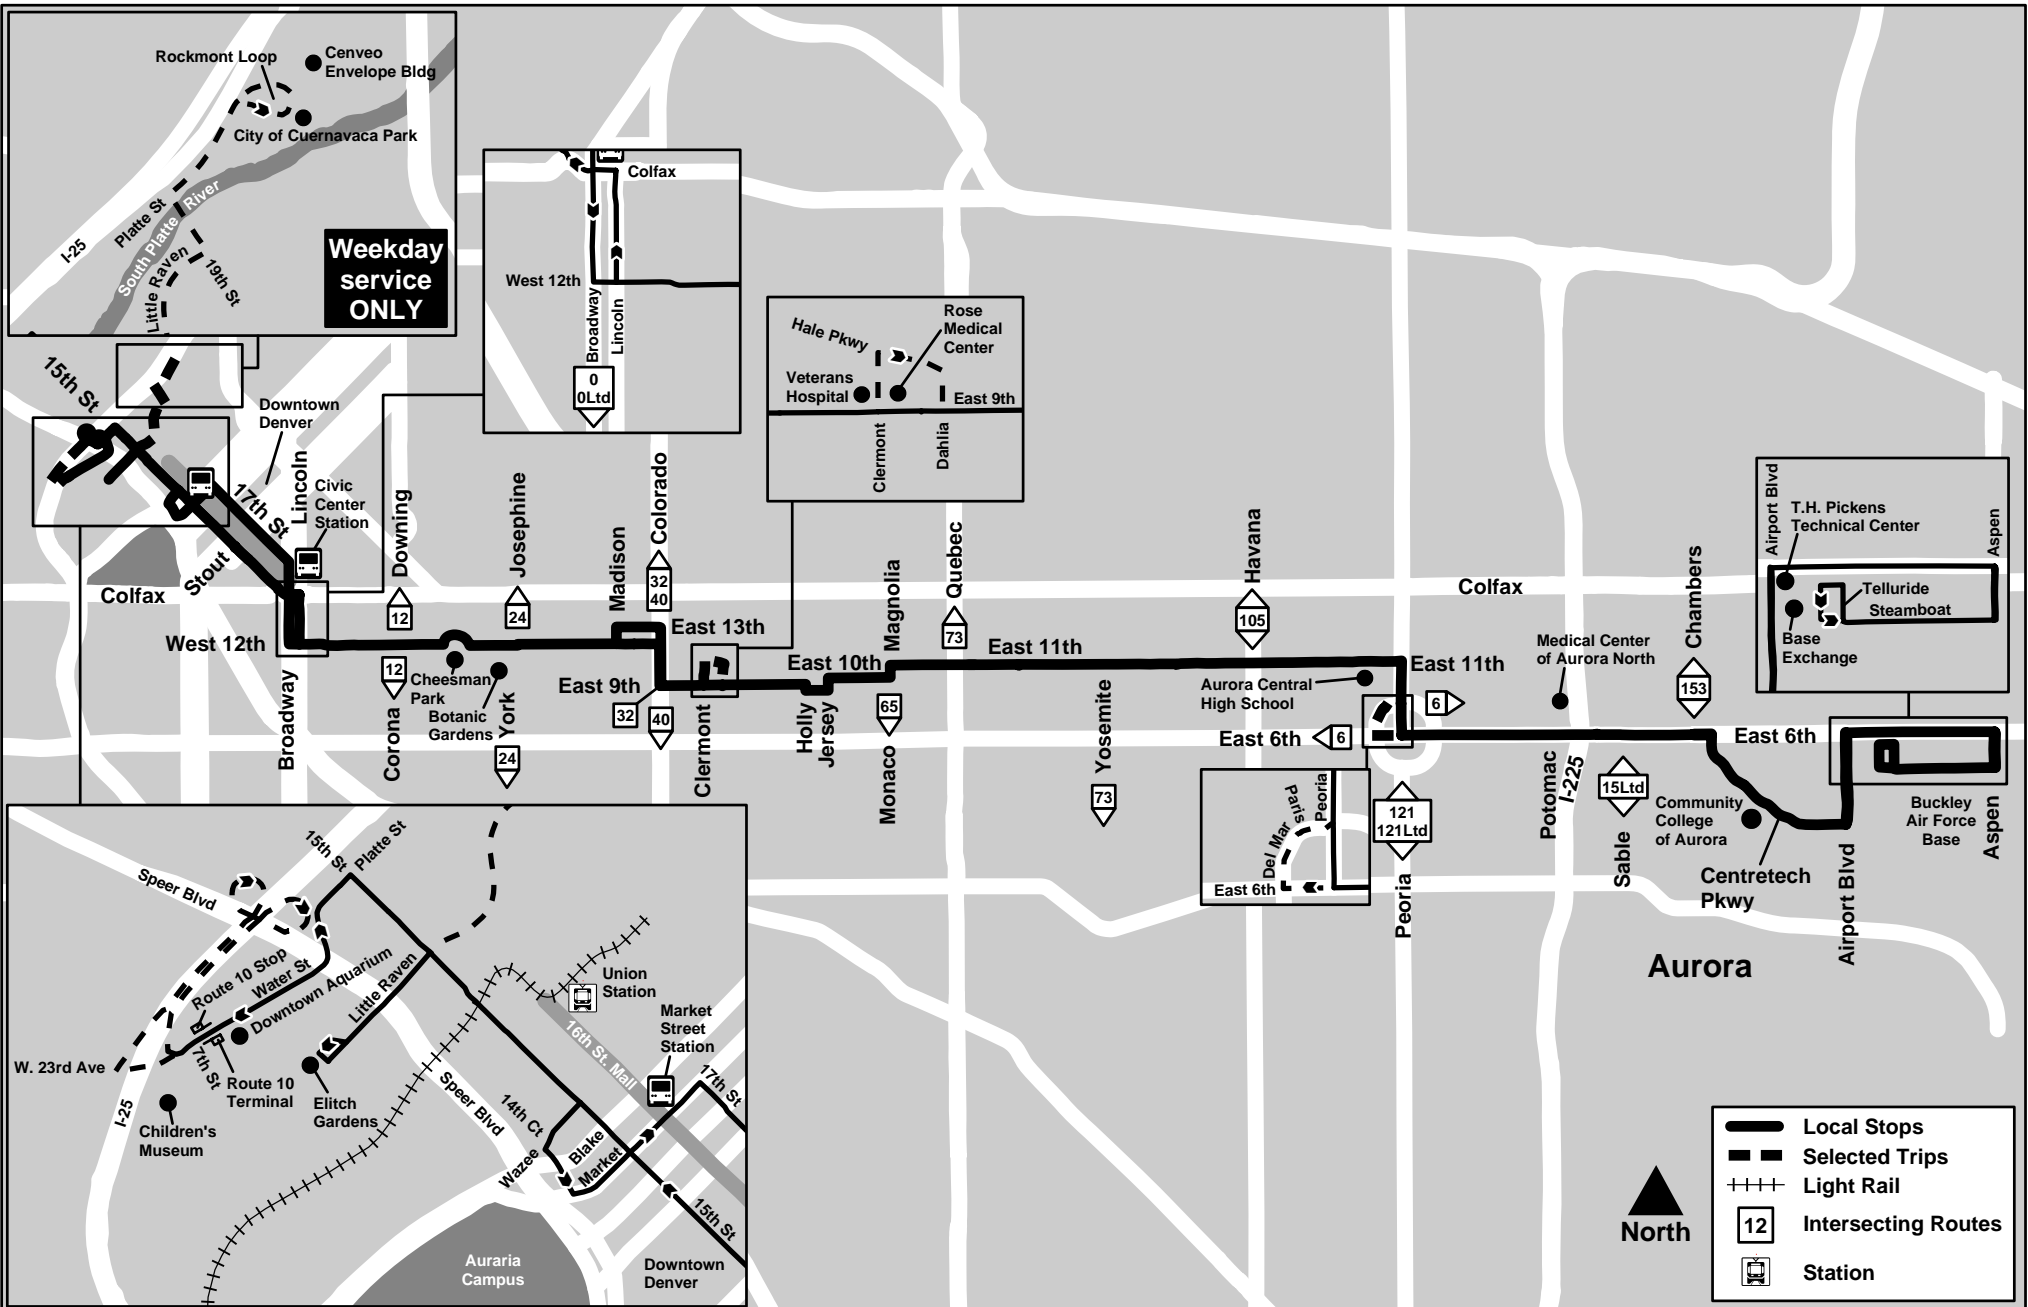 Rockmont Loop
Cenveo
Envelope Bldg
City of Cuernavaca Park
I-25
Platte St
South Platte
River
Little Raven
19th St
Weekday
service
ONLY
Colfax
West 12th
Broadway
Lincoln
0
0Ltd
Hale Pkwy
Rose
Medical
Center
Veterans
Hospital
East 9th
Clermont
Dahlia
15th St
Downtown
Denver
17th St
Lincoln
Civic
Center
Station
Stout
Colfax
West 12th
Broadway
Downing
12
12
Corona
Cheesman
Park
Botanic
Gardens
Josephine
24
York
24
Madison
Colorado
32
40
East 13th
East 9th
32
40
Clermont
Holly
Jersey
East 10th
Magnolia
65
Monaco
Quebec
73
East 11th
Yosemite
73
Havana
105
Colfax
Aurora Central
High School
East 11th
6
East 6th
6
Del Mar
Paris
Peoria
East 6th
121
121Ltd
Peoria
Medical Center
of Aurora North
Potomac
I-225
Chambers
153
15Ltd
Sable
East 6th
Community
College
of Aurora
Centretech
Pkwy
Airport Blvd
Buckley
Air Force
Base
Aspen
Airport Blvd
T.H. Pickens
Technical Center
Aspen
Telluride
Steamboat
Base
Exchange
Aurora
15th St
Platte St
Speer Blvd
Route 10 Stop
Water St
Downtown Aquarium
Little Raven
W. 23rd Ave
7th St
Route 10
Terminal
Elitch
Gardens
I-25
Children's
Museum
Union
Station
Market
Street
Station
16th St. Mall
17th St
Speer Blvd
14th Ct
Wazee
Blake
Market
15th St
Auraria
Campus
Downtown
Denver
North
Local Stops
Selected Trips
Light Rail
12
Intersecting Routes
Station